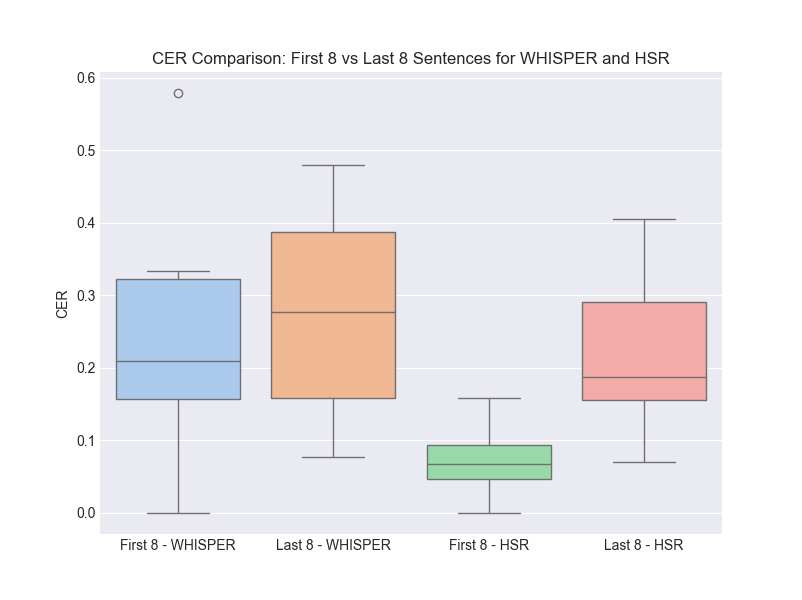 CER Comparison: First 8 vs Last 8 Sentences for WHISPER and HSR
0.6
0.5
0.4
0.3
0.2
0.1
0.0
CER
First 8 - WHISPER
Last 8 - WHISPER
First 8 - HSR
Last 8 - HSR